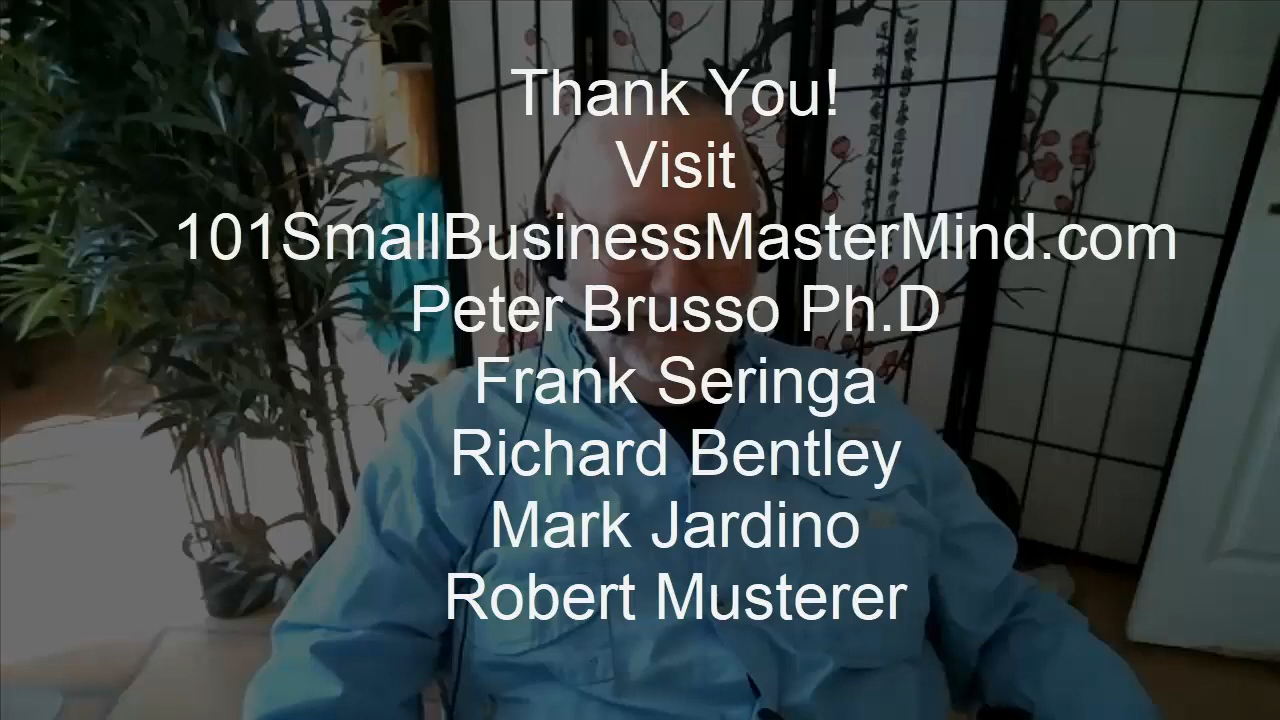 Thank You!
Visit
101SmallBusinessMasterMind.com
Peter Brusso Ph.D
Frank Seringa
Richard Bentley
Mark Jardino
Robert Musterer